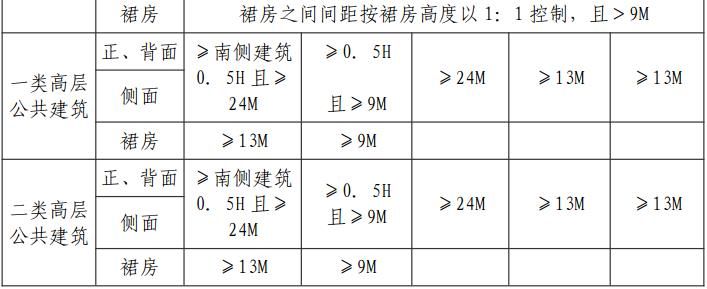 裙房 裙房之间间距按裙房高度以 1：1 控制，且＞9M
一类高层
公共建筑
正、背面
侧面
≥南侧建筑
0．5H 且≥
24M
≥0．5H
且≥9M
≥24M ≥13M ≥13M
裙房 ≥13M ≥9M
二类高层
公共建筑
正、背面
侧面
≥南侧建筑
0．5H 且≥
24M
≥0．5H
且≥9M
≥24M ≥13M ≥13M
裙房 ≥13M ≥9M